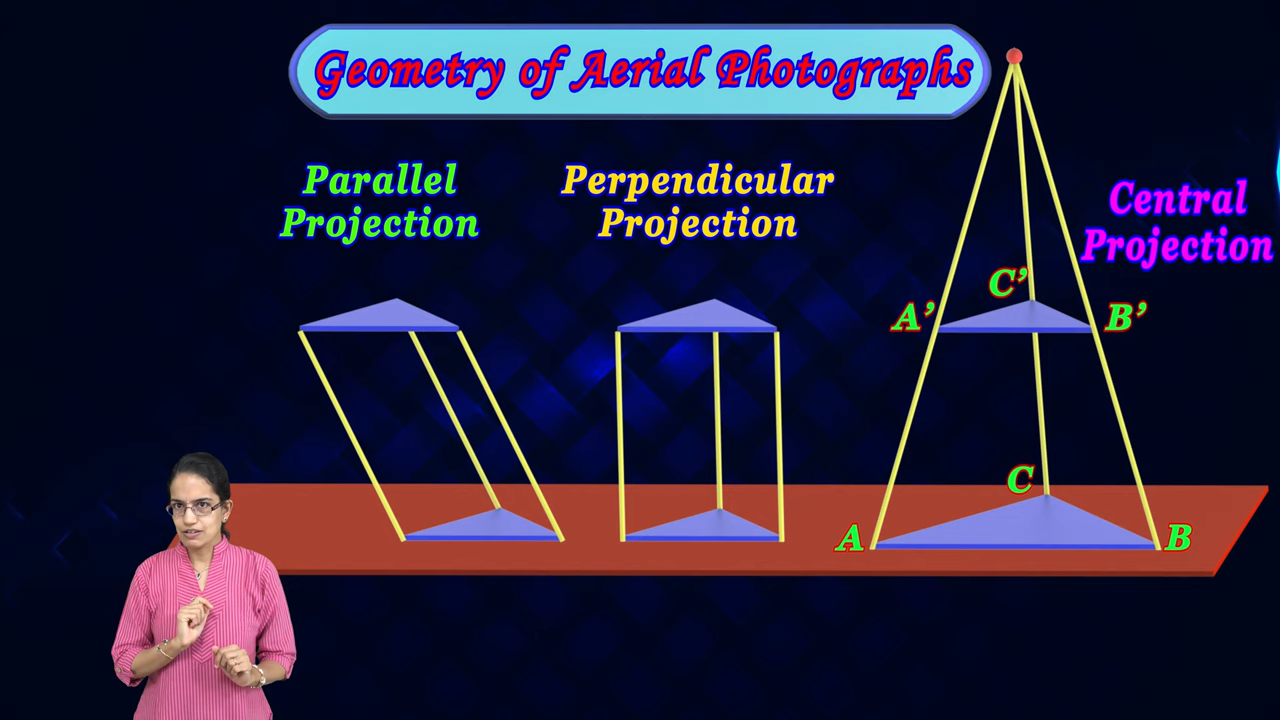 Geometry of Aerial Photographs
Parallel
Projection
Perpendicular
Projection
Central
Projection
C’
A’
B’
C
A
B